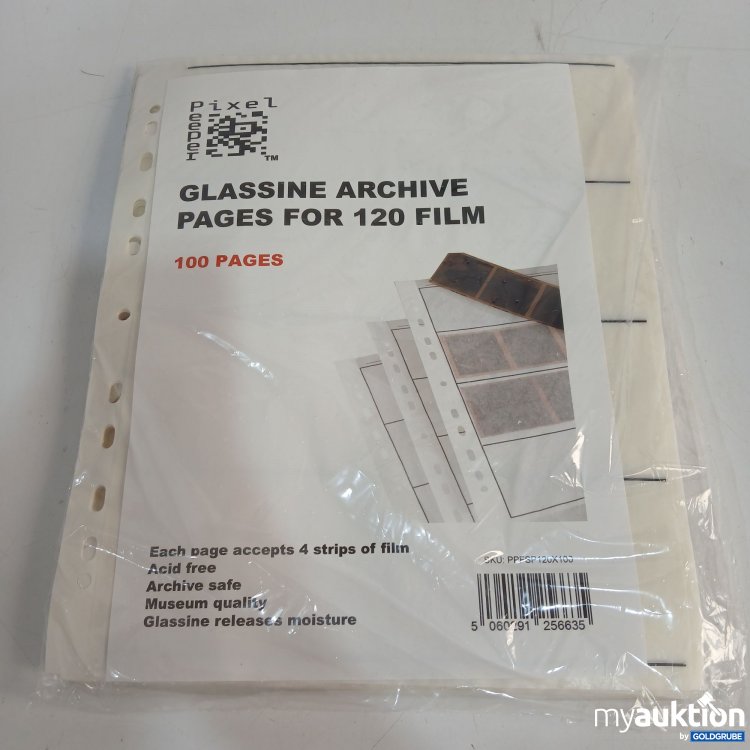 Pixel
Peeper
TM
GLASSINE ARCHIVE
PAGES FOR 120 FILM
100 PAGES
Each page accepts 4 strips of film
Acid free
Archive safe
Museum quality
Glassine releases moisture
SKU: PPFSP120X100
5 060291 256635
myauktion
by GOLDGRUBE